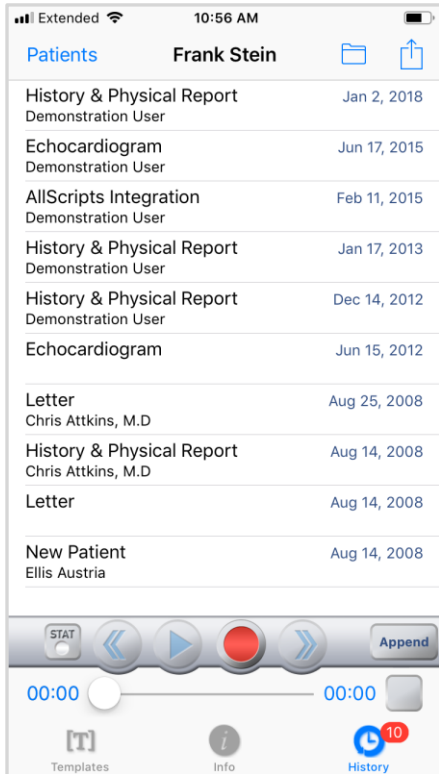 Extended 10:56 AM
Patients Frank Stein
History & Physical Report Jan 2, 2018
Demonstration User
Echocardiogram Jun 17, 2015
Demonstration User
AllScripts Integration Feb 11, 2015
Demonstration User
History & Physical Report Jan 17, 2013
Demonstration User
History & Physical Report Dec 14, 2012
Demonstration User
Echocardiogram Jun 15, 2012
Letter Aug 25, 2008
Chris Attkins, M.D
History & Physical Report Aug 14, 2008
Chris Attkins, M.D
Letter Aug 14, 2008
New Patient Aug 14, 2008
Ellis Austria
STAT Append
00:00 00:00
[T] i 10
Templates Info History